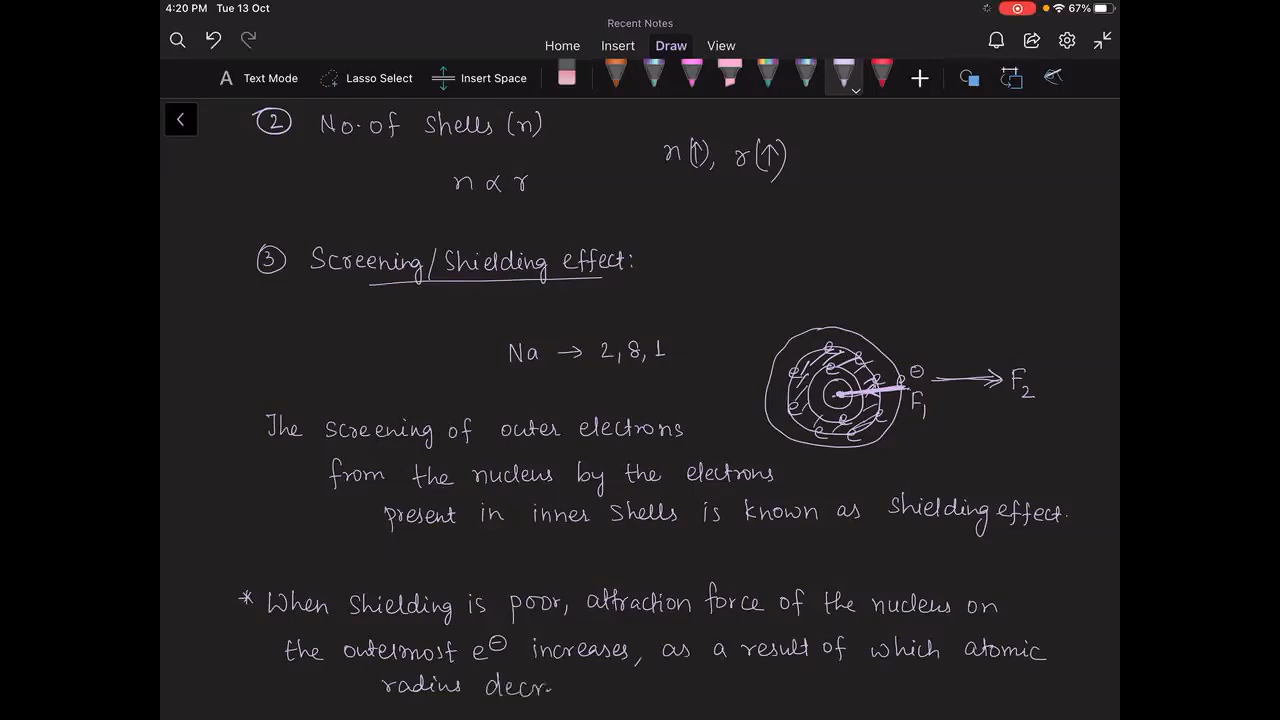 4:20 PM Tue 13 Oct
67%
Recent Notes
Home Insert Draw View
Text Mode Lasso Select Insert Space
② No. of Shells (n)
n(↑), r(↑)
n ∝ r
③ Screening/Shielding effect:
Na → 2, 8, 1
e e e e e e e e e e e⊖ → F₂
F₁
The screening of outer electrons
from the nucleus by the electrons
present in inner shells is known as shielding effect.
* When shielding is poor, attraction force of the nucleus on
the outermost e⊖ increases, as a result of which atomic
radius decr